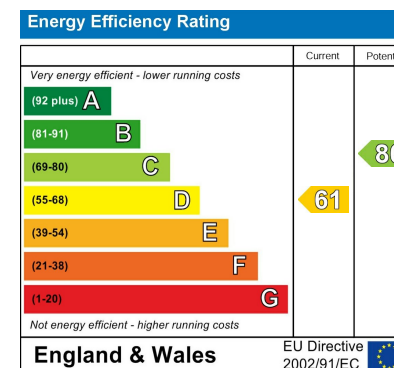 Energy Efficiency Rating
Current Potent
Very energy efficient - lower running costs
(92 plus) A
(81-91) B
(69-80) C
80
(55-68) D
61
(39-54) E
(21-38) F
(1-20) G
Not energy efficient - higher running costs
England & Wales
EU Directive
2002/91/EC